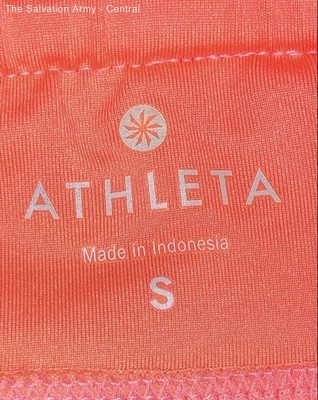 The Salvation Army - Central
ATHLETA
Made in Indonesia
S